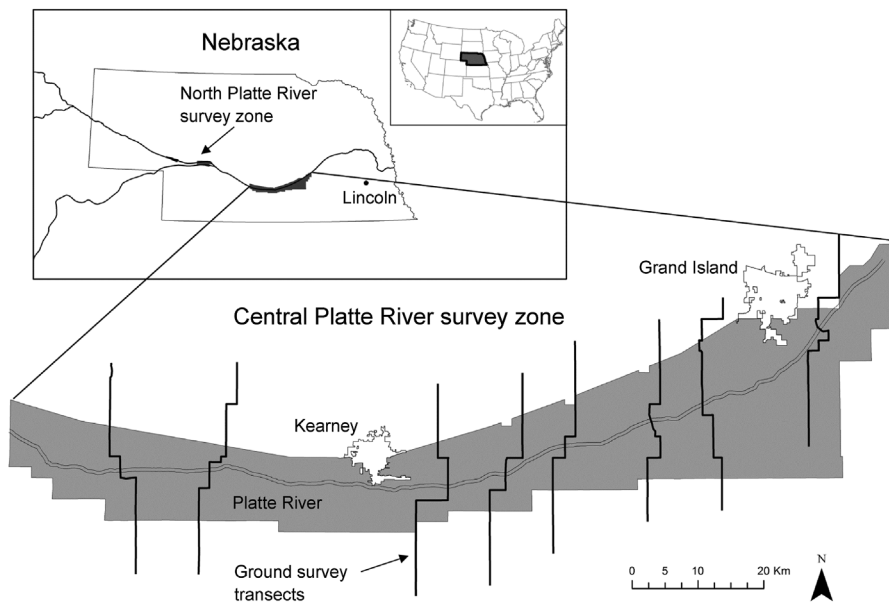 Nebraska
North Platte River
survey zone
Lincoln
Grand Island
Central Platte River survey zone
Kearney
Platte River
Ground survey
transects
0 5 10 20 Km
N